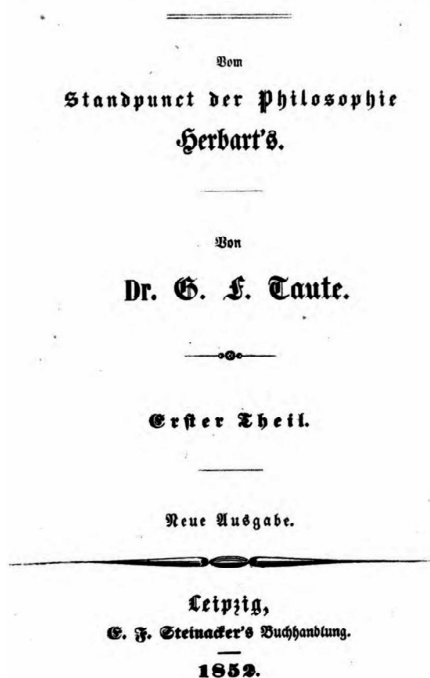 Vom
Standpunct der Philosophie
Herbart's.
Von
Dr. G. F. Taute.
Erster Theil.
Neue Ausgabe.
Leipzig,
E. F. Steinacker's Buchhandlung.
1852.